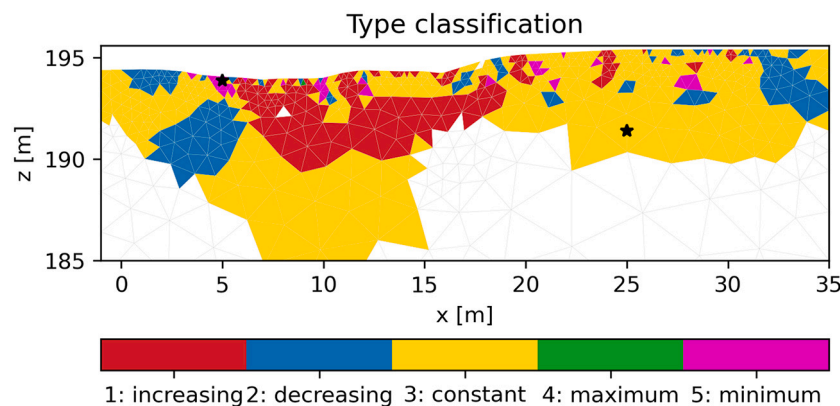 Type classification
195
190
185
z [m]
0 5 10 15 20 25 30 35
x [m]
1: increasing 2: decreasing 3: constant 4: maximum 5: minimum